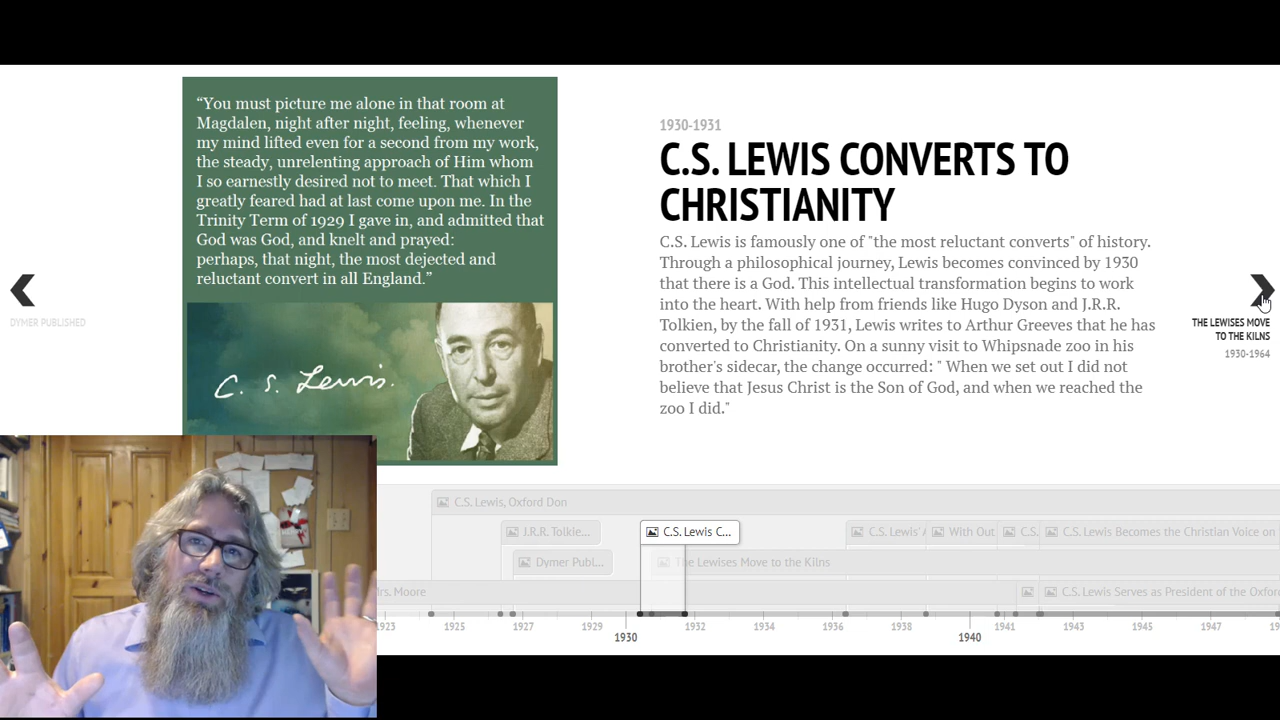 “You must picture me alone in that room at
Magdalen, night after night, feeling, whenever
my mind lifted even for a second from my work,
the steady, unrelenting approach of Him whom
I so earnestly desired not to meet. That which I
greatly feared had at last come upon me. In the
Trinity Term of 1929 I gave in, and admitted that
God was God, and knelt and prayed:
perhaps, that night, the most dejected and
reluctant convert in all England.”
C. S. Lewis.
1930-1931
C.S. LEWIS CONVERTS TO
CHRISTIANITY
C.S. Lewis is famously one of "the most reluctant converts" of history.
Through a philosophical journey, Lewis becomes convinced by 1930
that there is a God. This intellectual transformation begins to work
into the heart. With help from friends like Hugo Dyson and J.R.R.
Tolkien, by the fall of 1931, Lewis writes to Arthur Greeves that he has
converted to Christianity. On a sunny visit to Whipsnade zoo in his
brother's sidecar, the change occurred: " When we set out I did not
believe that Jesus Christ is the Son of God, and when we reached the
zoo I did."
DYMER PUBLISHED
THE LEWISES MOVE
TO THE KILNS
1930-1964
C.S. Lewis, Oxford Don
J.R.R. Tolkie...
C.S. Lewis C...
C.S. Lewis' 
With Out
C.S.
C.S. Lewis Becomes the Christian Voice on
Dymer Publ...
The Lewises Move to the Kilns
Mrs. Moore
C.S. Lewis Serves as President of the Oxford
1923 1925 1927 1929 1930 1932 1934 1936 1938 1940 1941 1943 1945 1947